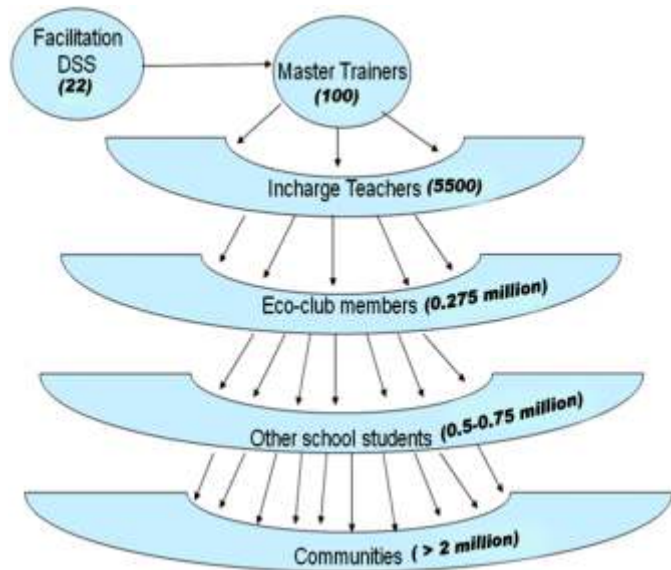 Facilitation
DSS
(22)
Master Trainers
(100)
Incharge Teachers (5500)
Eco-club members (0.275 million)
Other school students (0.5-0.75 million)
Communities ( > 2 million)